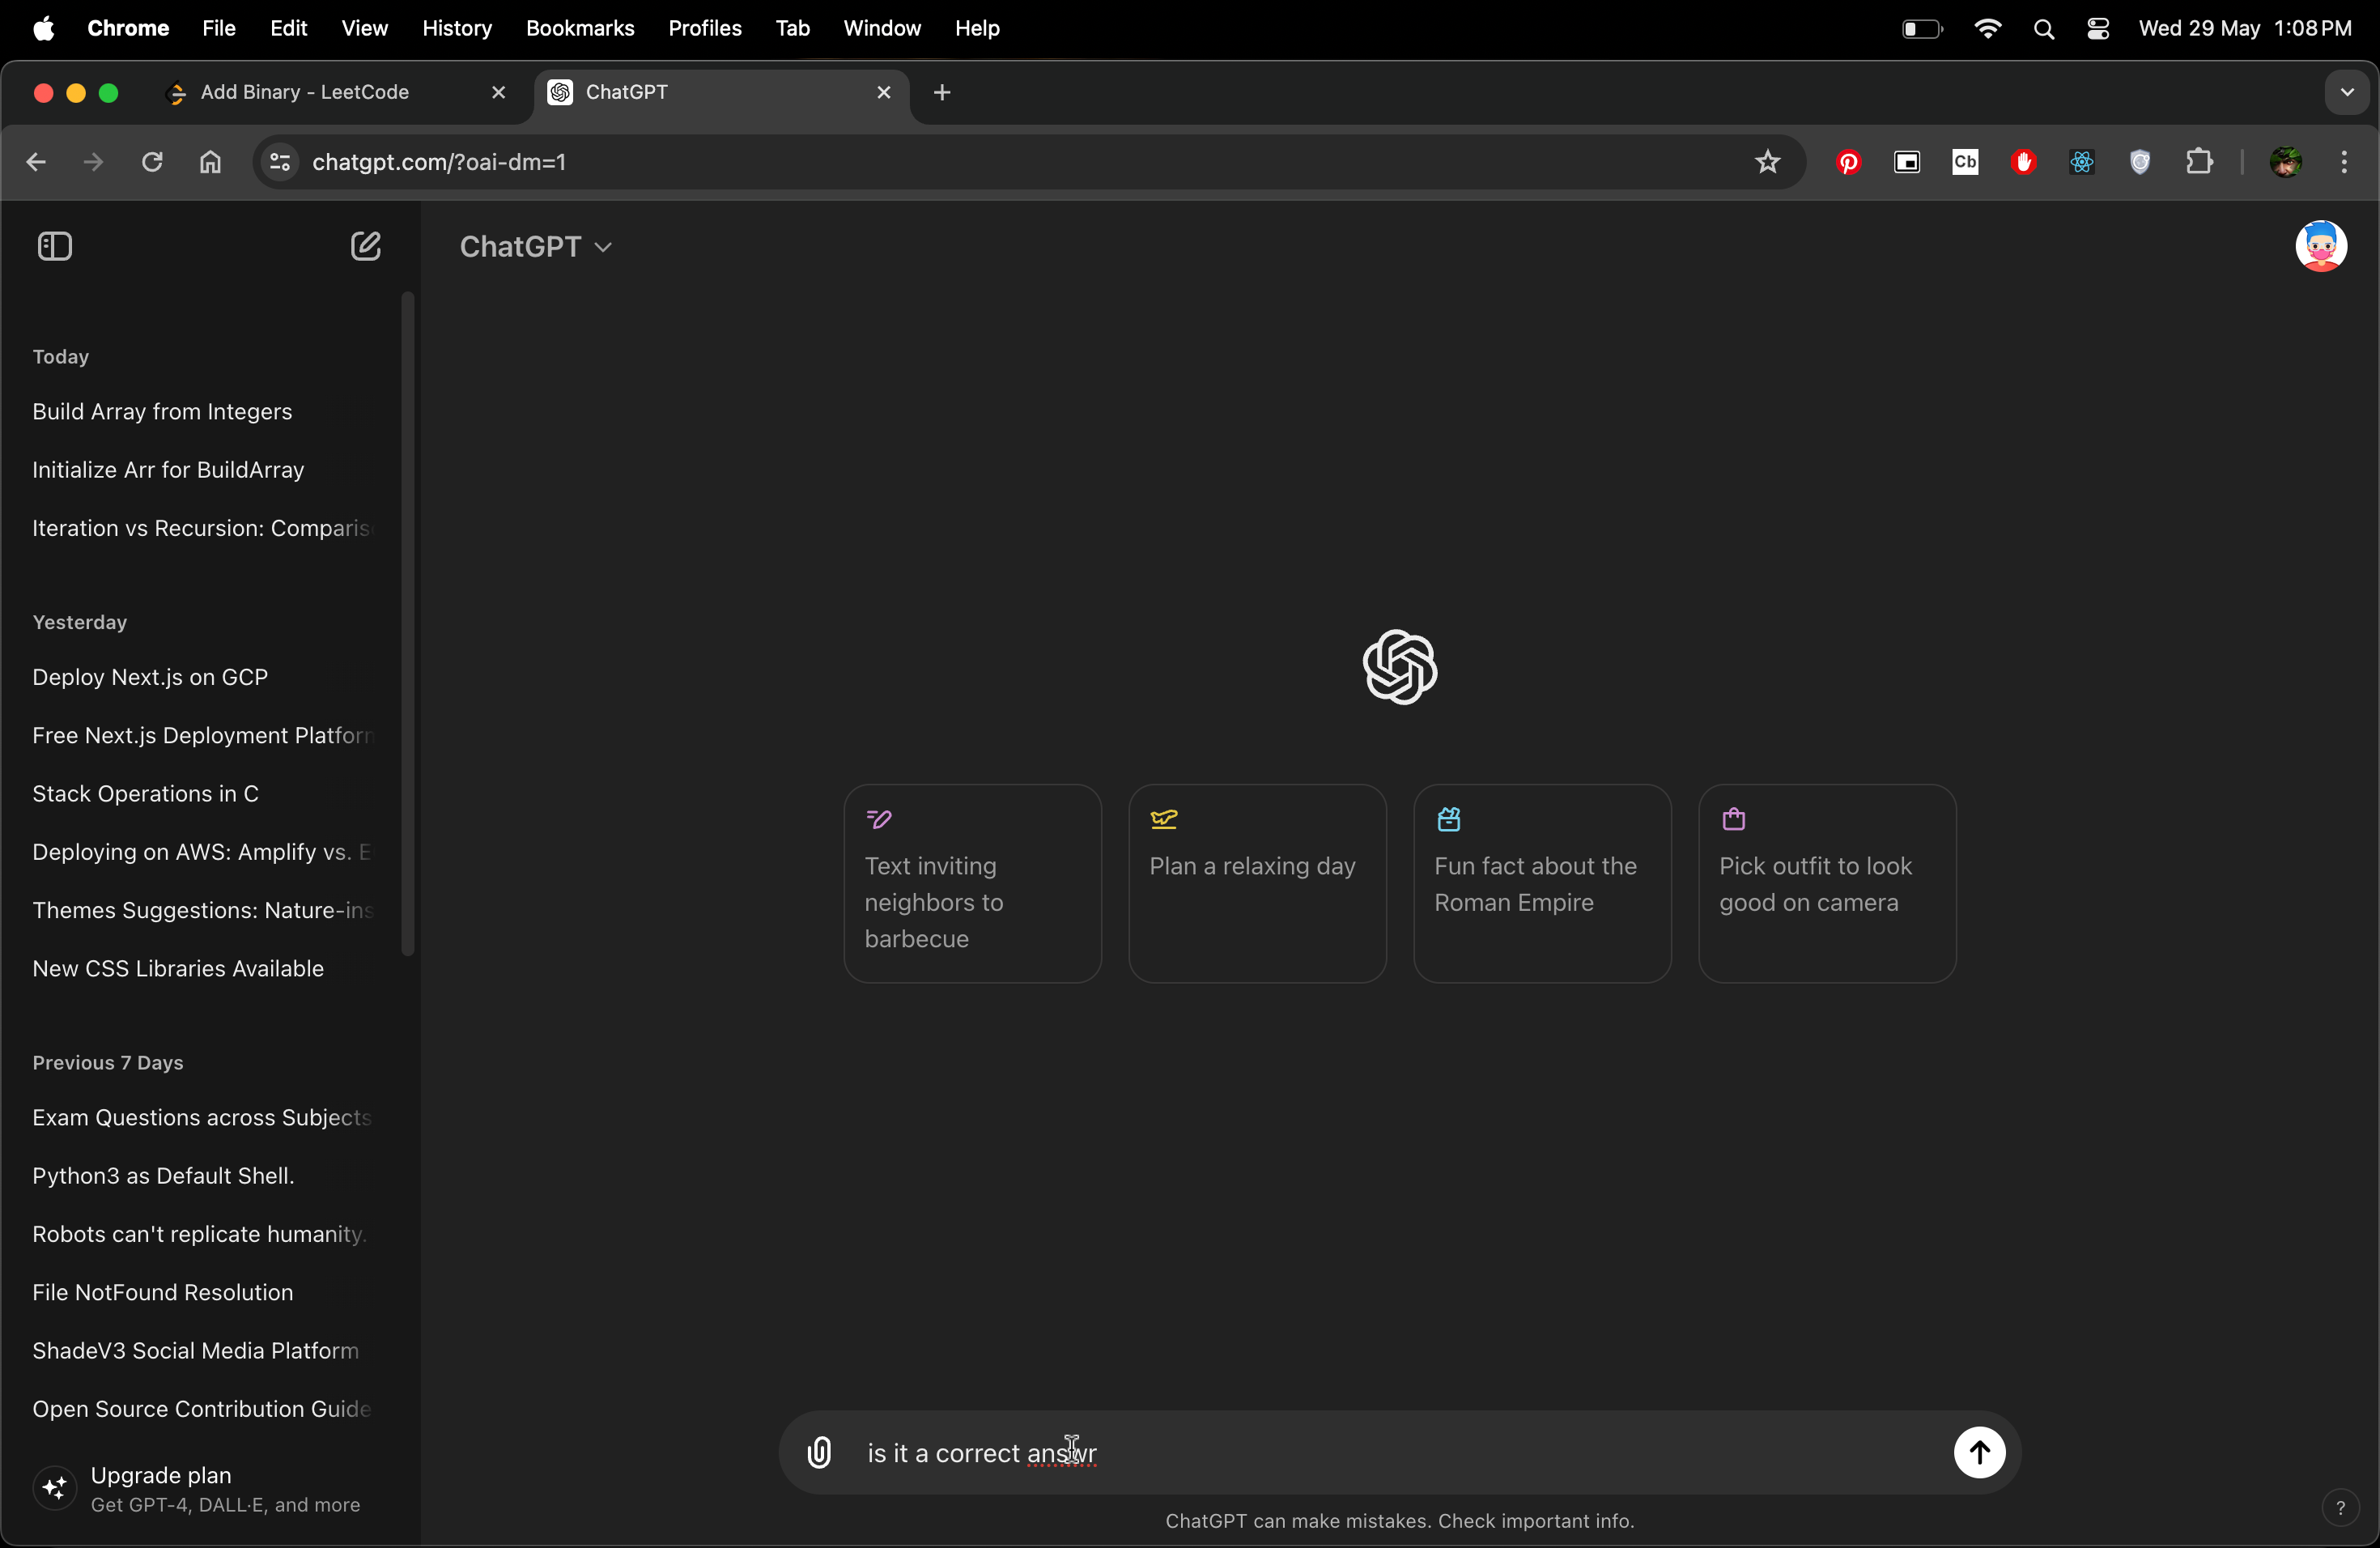 Chrome File Edit View History Bookmarks Profiles Tab Window Help Wed 29 May 1:08 PM
Add Binary - LeetCode ChatGPT
chatgpt.com/?oai-dm=1 Cb
ChatGPT
Today
Build Array from Integers
Initialize Arr for BuildArray
Iteration vs Recursion: Comparis
Yesterday
Deploy Next.js on GCP
Free Next.js Deployment Platforn
Stack Operations in C
Deploying on AWS: Amplify vs. E
Themes Suggestions: Nature-ins
New CSS Libraries Available
Previous 7 Days
Exam Questions across Subjects
Python3 as Default Shell.
Robots can't replicate humanity.
File NotFound Resolution
ShadeV3 Social Media Platform
Open Source Contribution Guide
Upgrade plan
Get GPT-4, DALL·E, and more
Text inviting
neighbors to
barbecue
Plan a relaxing day
Fun fact about the
Roman Empire
Pick outfit to look
good on camera
is it a correct answr
ChatGPT can make mistakes. Check important info.
?